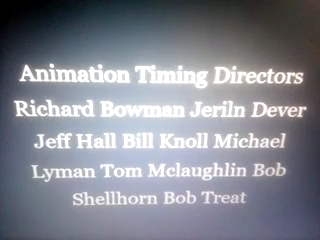 Animation Timing Directors
Richard Bowman Jeriln Dever
Jeff Hall Bill Knoll Michael
Lyman Tom Mclaughlin Bob
Shellhorn Bob Treat